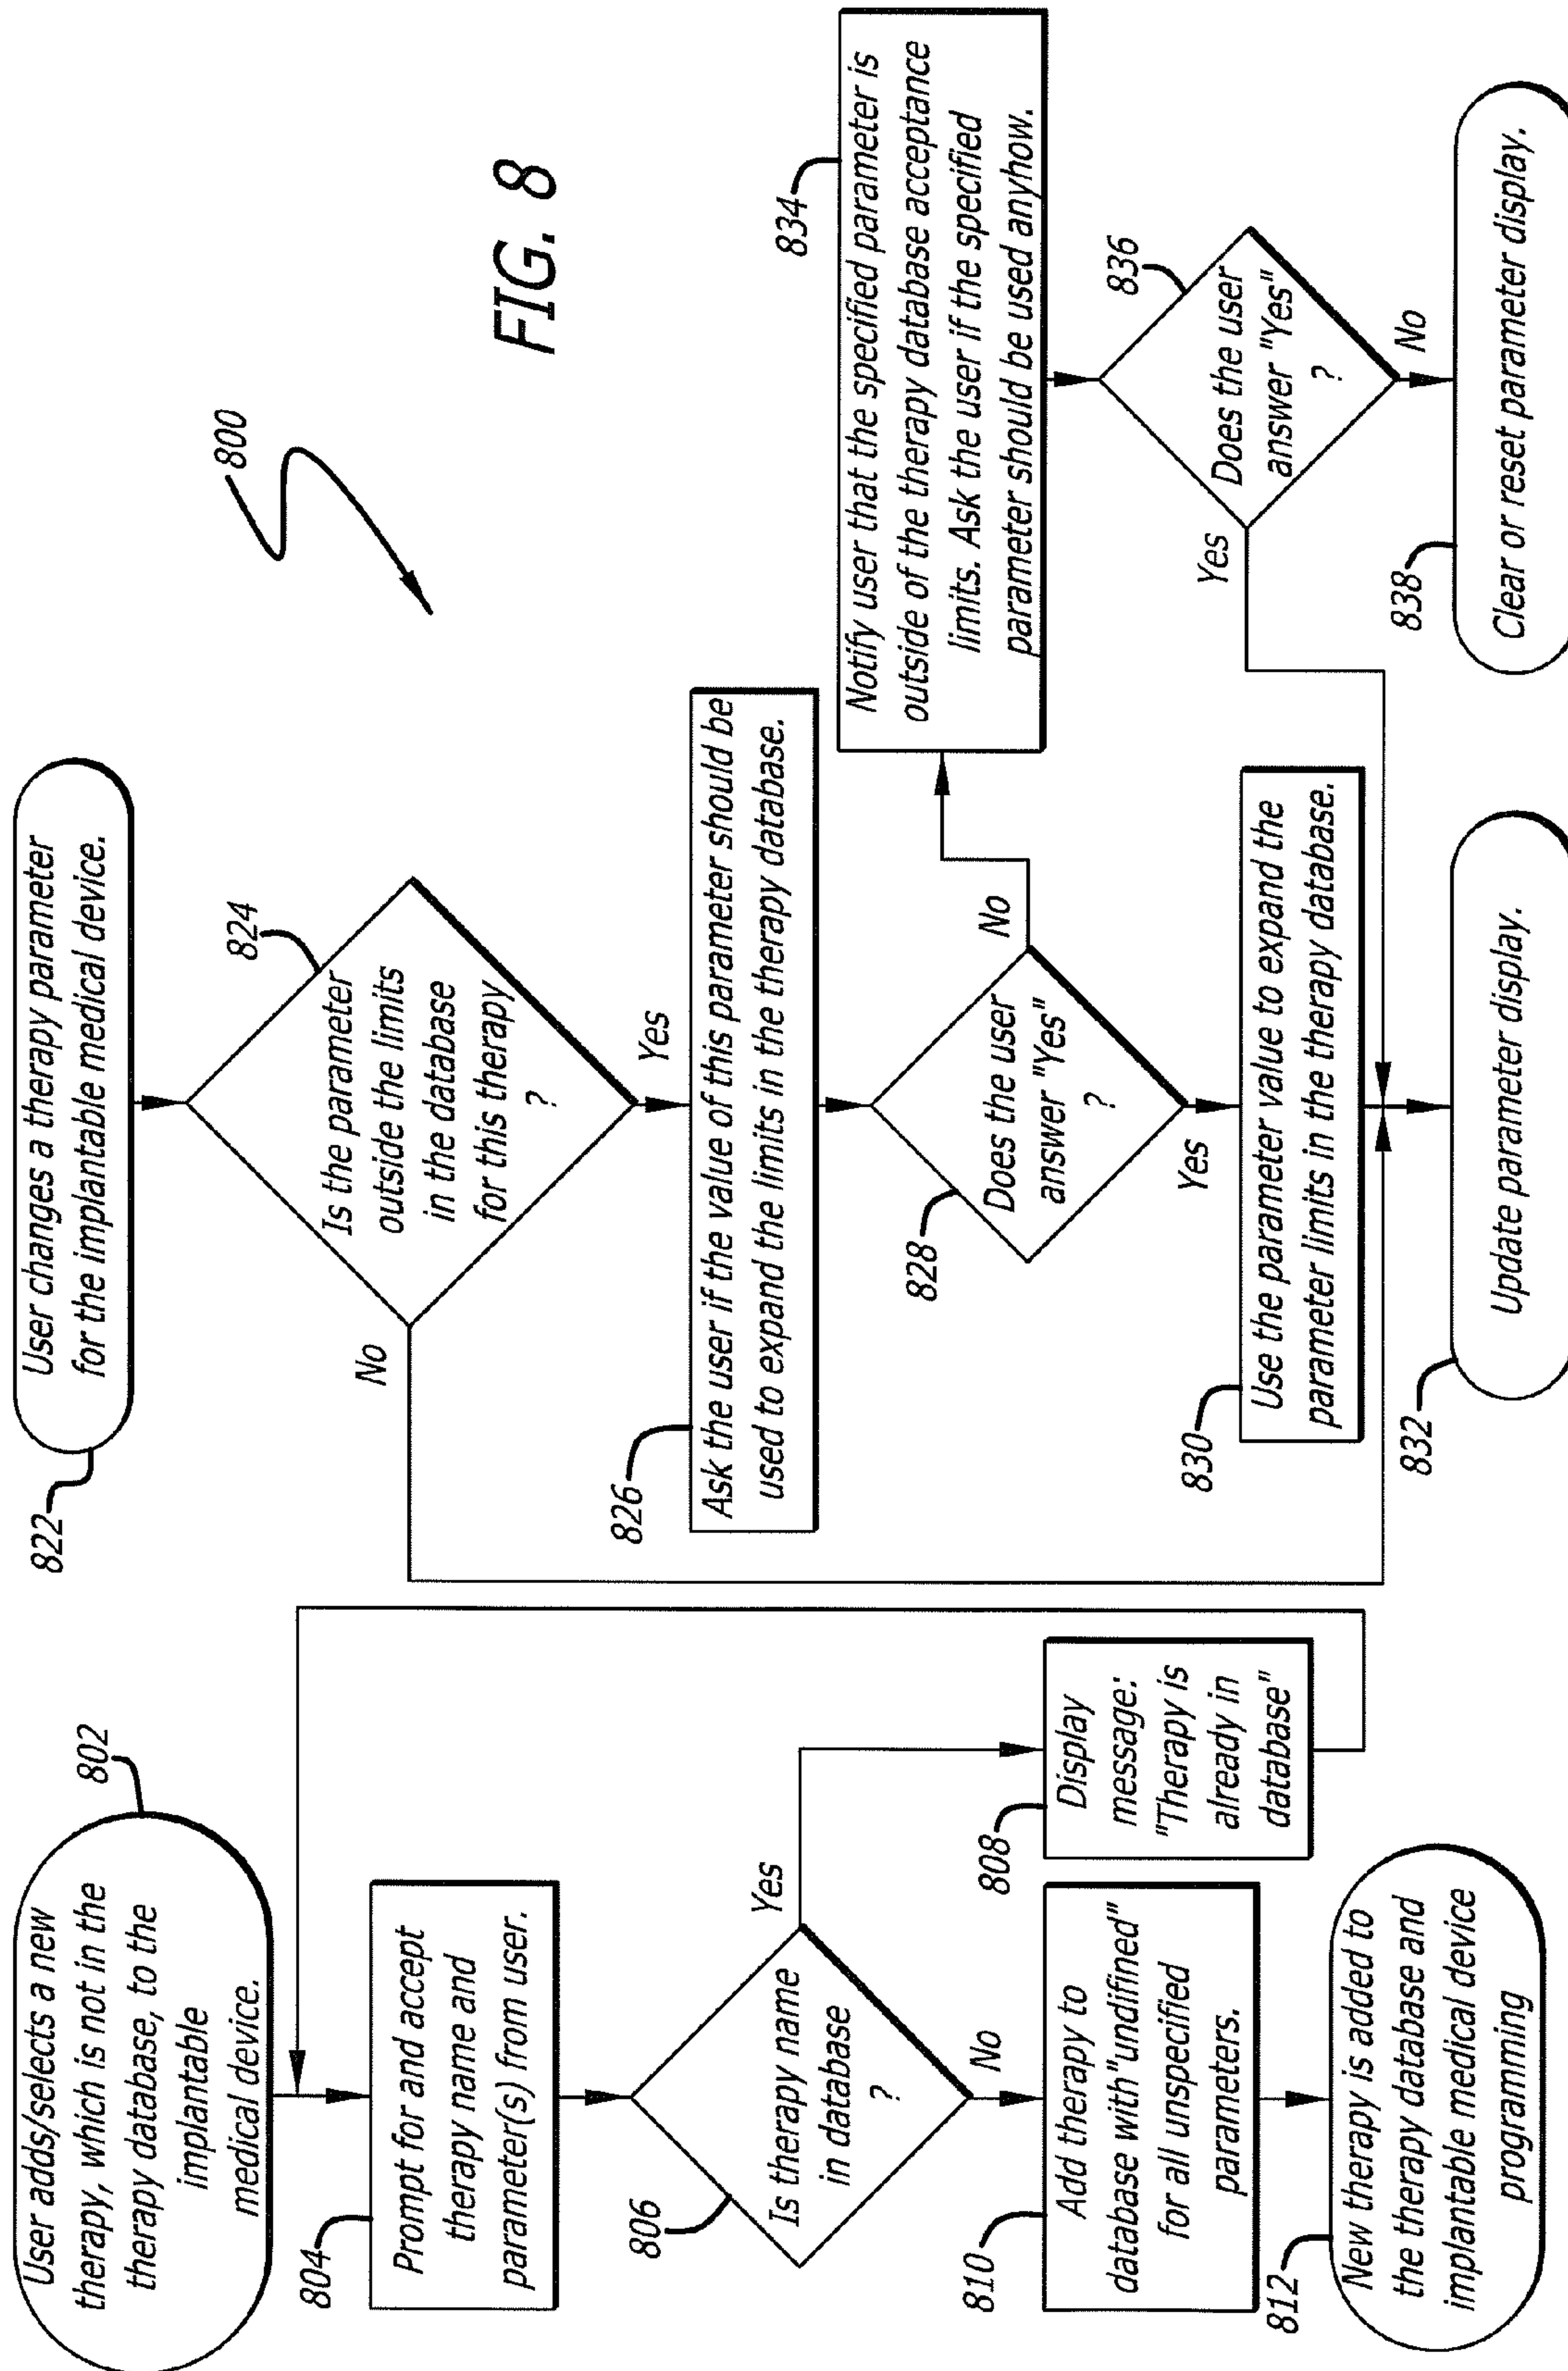 800
FIG. 8
802
User adds/selects a new
therapy, which is not in the
therapy database, to the
implantable
medical device.
804
Prompt for and accept
therapy name and
parameter(s) from user.
806
Is therapy name
in database
?
Yes
No
808
Display
message:
"Therapy is
already in
database"
810
Add therapy to
database with "undifined"
for all unspecified
parameters.
812
New therapy is added to
the therapy database and
implantable medical device
programming
822
User changes a therapy parameter
for the implantable medical device.
824
Is the parameter
outside the limits
in the database
for this therapy
?
No
Yes
826
Ask the user if the value of this parameter should be
used to expand the limits in the therapy database.
828
Does the user
answer "Yes"
?
No
Yes
830
Use the parameter value to expand the
parameter limits in the therapy database.
832
Update parameter display.
834
Notify user that the specified parameter is
outside of the therapy database acceptance
limits. Ask the user if the specified
parameter should be used anyhow.
836
Does the user
answer "Yes"
?
Yes
No
838
Clear or reset parameter display.